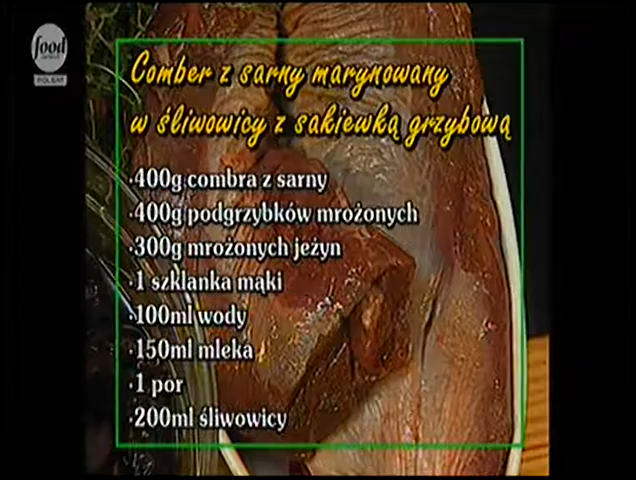 food
POLSAT
Comber z sarny marynowany
w śliwowicy z sakiewką grzybową
·400g combra z sarny
·400g podgrzybków mrożonych
·300g mrożonych jeżyn
·1 szklanka mąki
·100ml wody
·150ml mleka
·1 por
·200ml śliwowicy